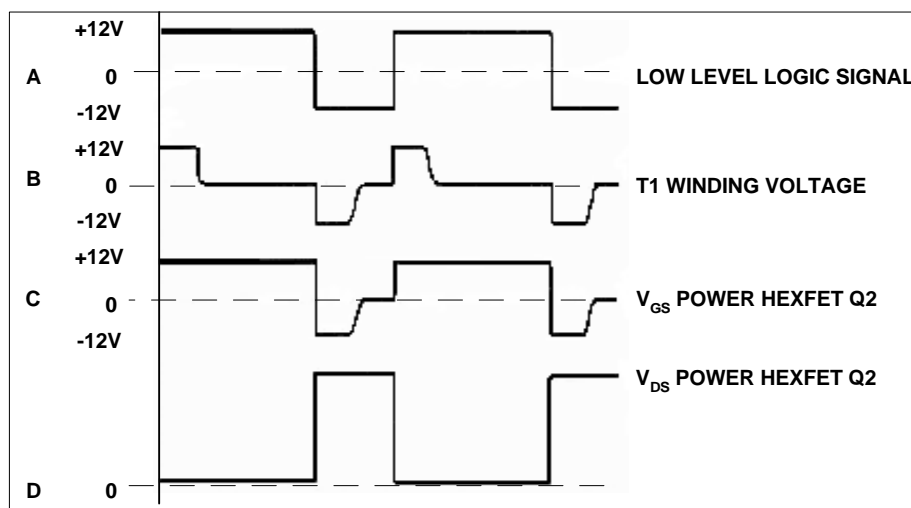 +12V
A 0 LOW LEVEL LOGIC SIGNAL
-12V
+12V
B 0 T1 WINDING VOLTAGE
-12V
+12V
C 0 VGS POWER HEXFET Q2
-12V
VDS POWER HEXFET Q2
D 0